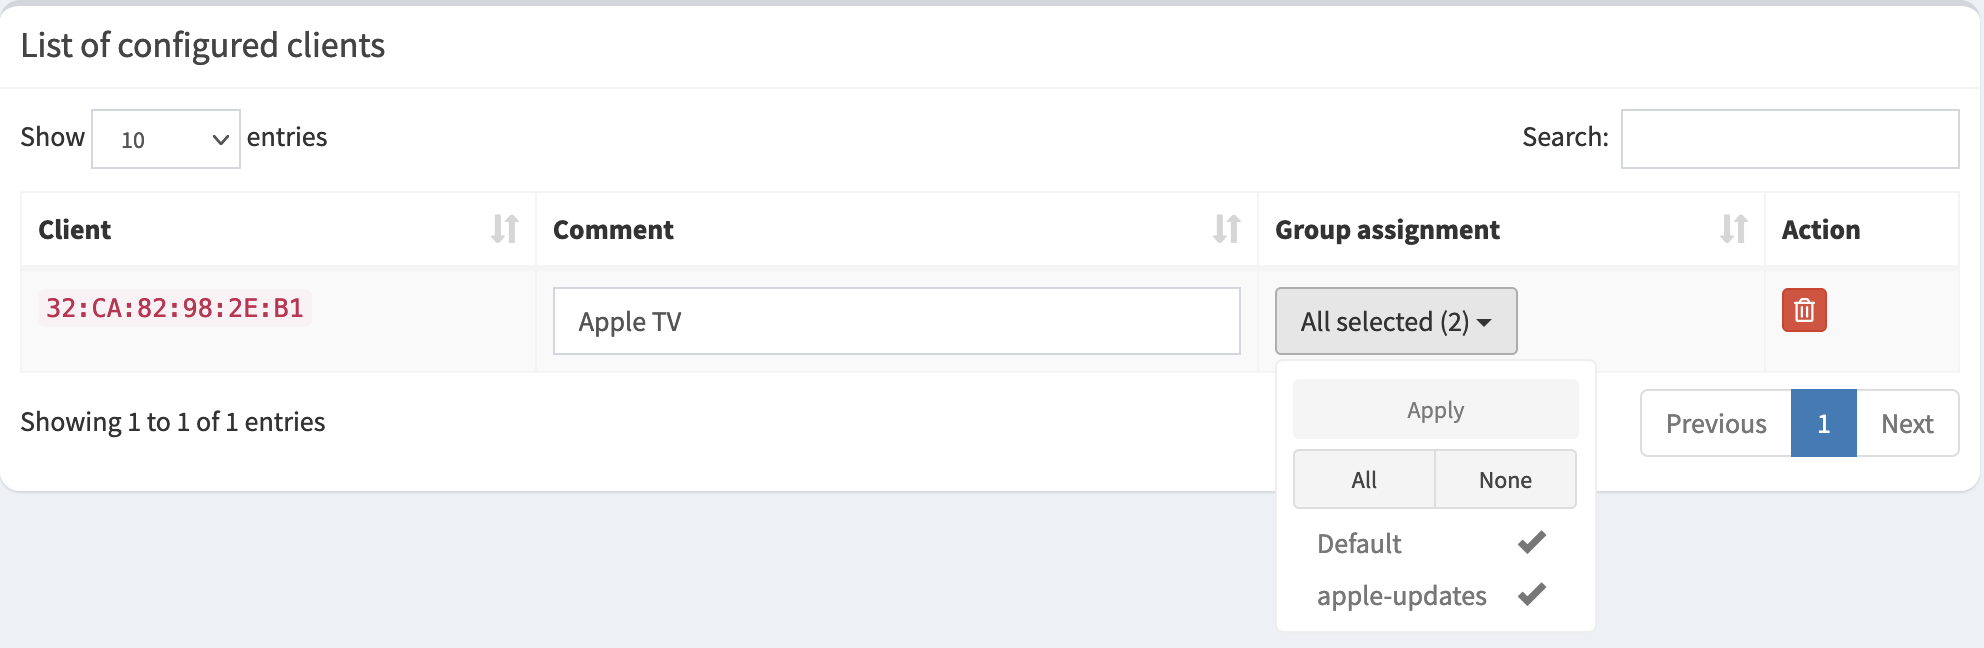 List of configured clients
Show 10 entries
Search:
Client Comment Group assignment Action
32:CA:82:98:2E:B1 Apple TV All selected (2)
Apply
All None
Default
apple-updates
Showing 1 to 1 of 1 entries
Previous 1 Next